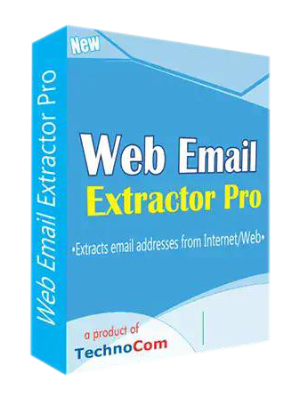 New
Web Email Extractor Pro
Web Email
Extractor Pro
•Extracts email addresses from Internet/Web•
a product of
TechnoCom